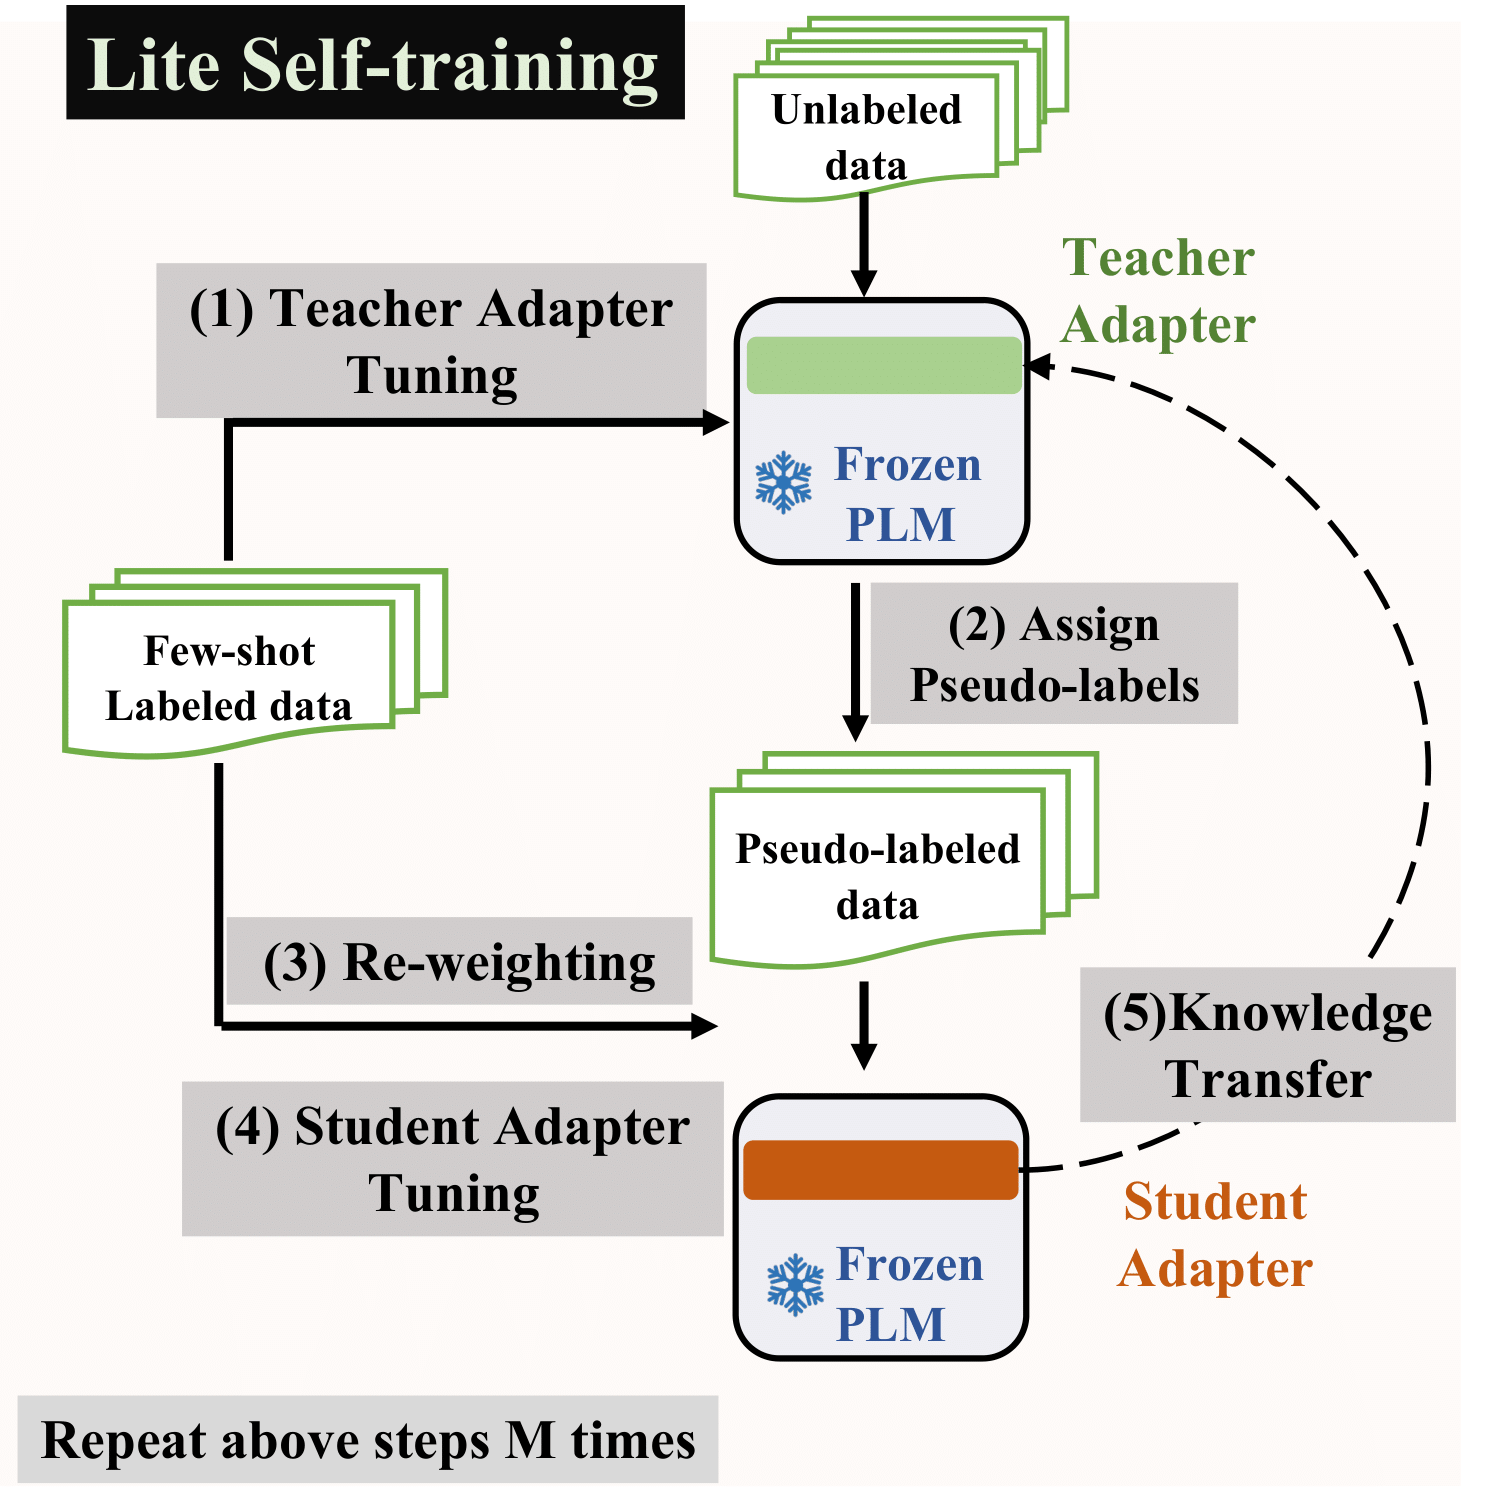 Lite Self-training
Unlabeled
data
Teacher
Adapter
(1) Teacher Adapter
Tuning
Frozen
PLM
(2) Assign
Pseudo-labels
Few-shot
Labeled data
Pseudo-labeled
data
(3) Re-weighting
(5)Knowledge
Transfer
(4) Student Adapter
Tuning
Student
Adapter
Frozen
PLM
Repeat above steps M times